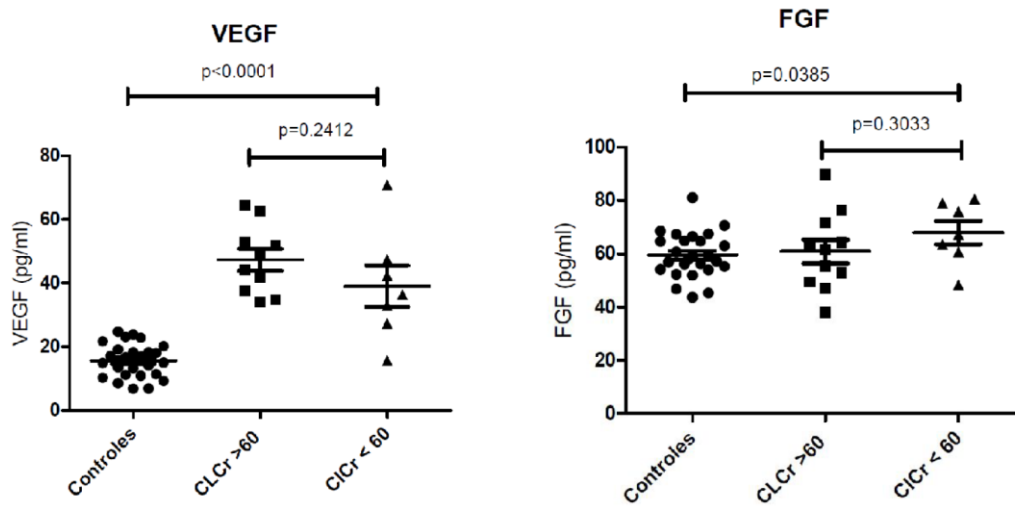 VEGF
p<0.0001
p=0.2412
80
60
40
20
0
VEGF (pg/ml)
Controles
CLCr >60
ClCr < 60
FGF
p=0.0385
p=0.3033
100
80
60
40
20
0
FGF (pg/ml)
Controles
CLCr >60
ClCr < 60